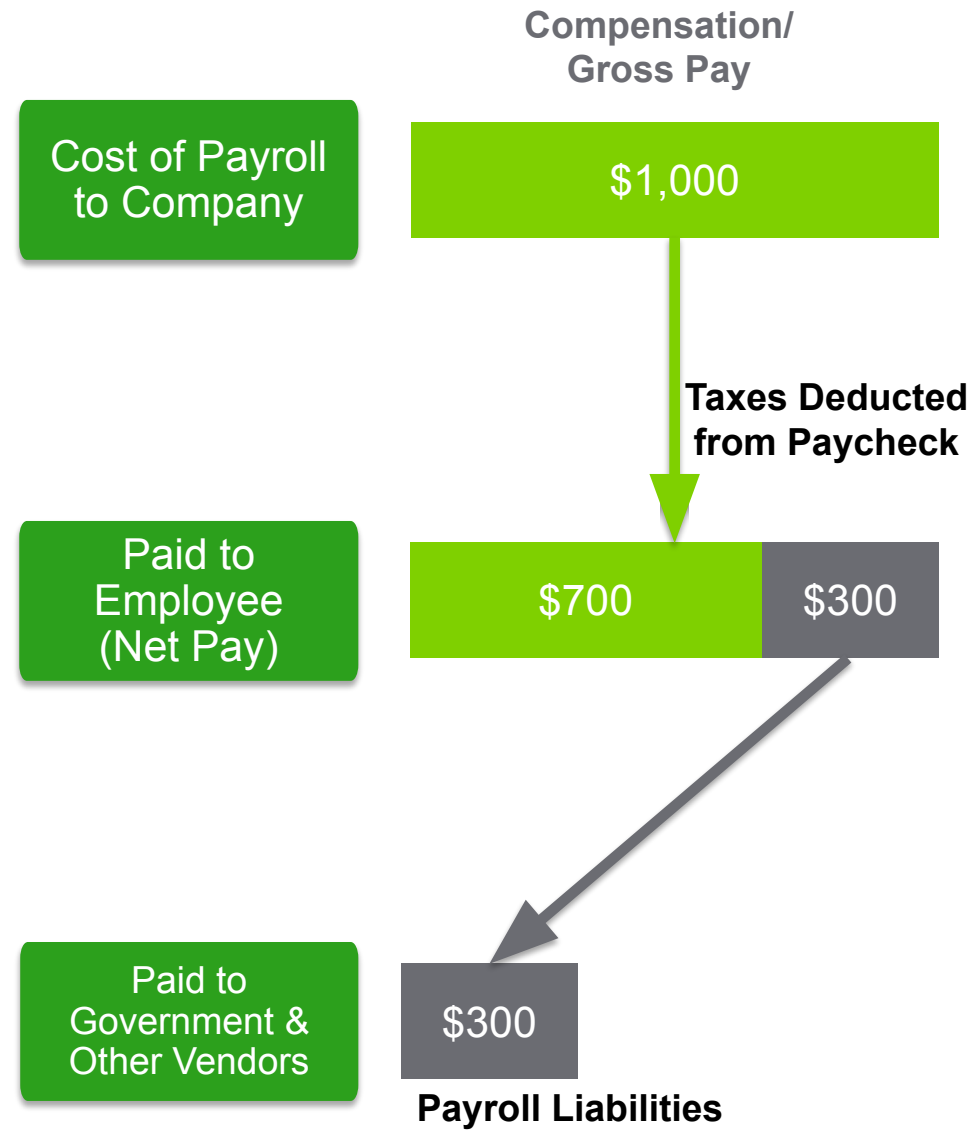 Compensation/
Gross Pay
Cost of Payroll
to Company
$1,000
Taxes Deducted
from Paycheck
Paid to
Employee
(Net Pay)
$700
$300
Paid to
Government &
Other Vendors
$300
Payroll Liabilities